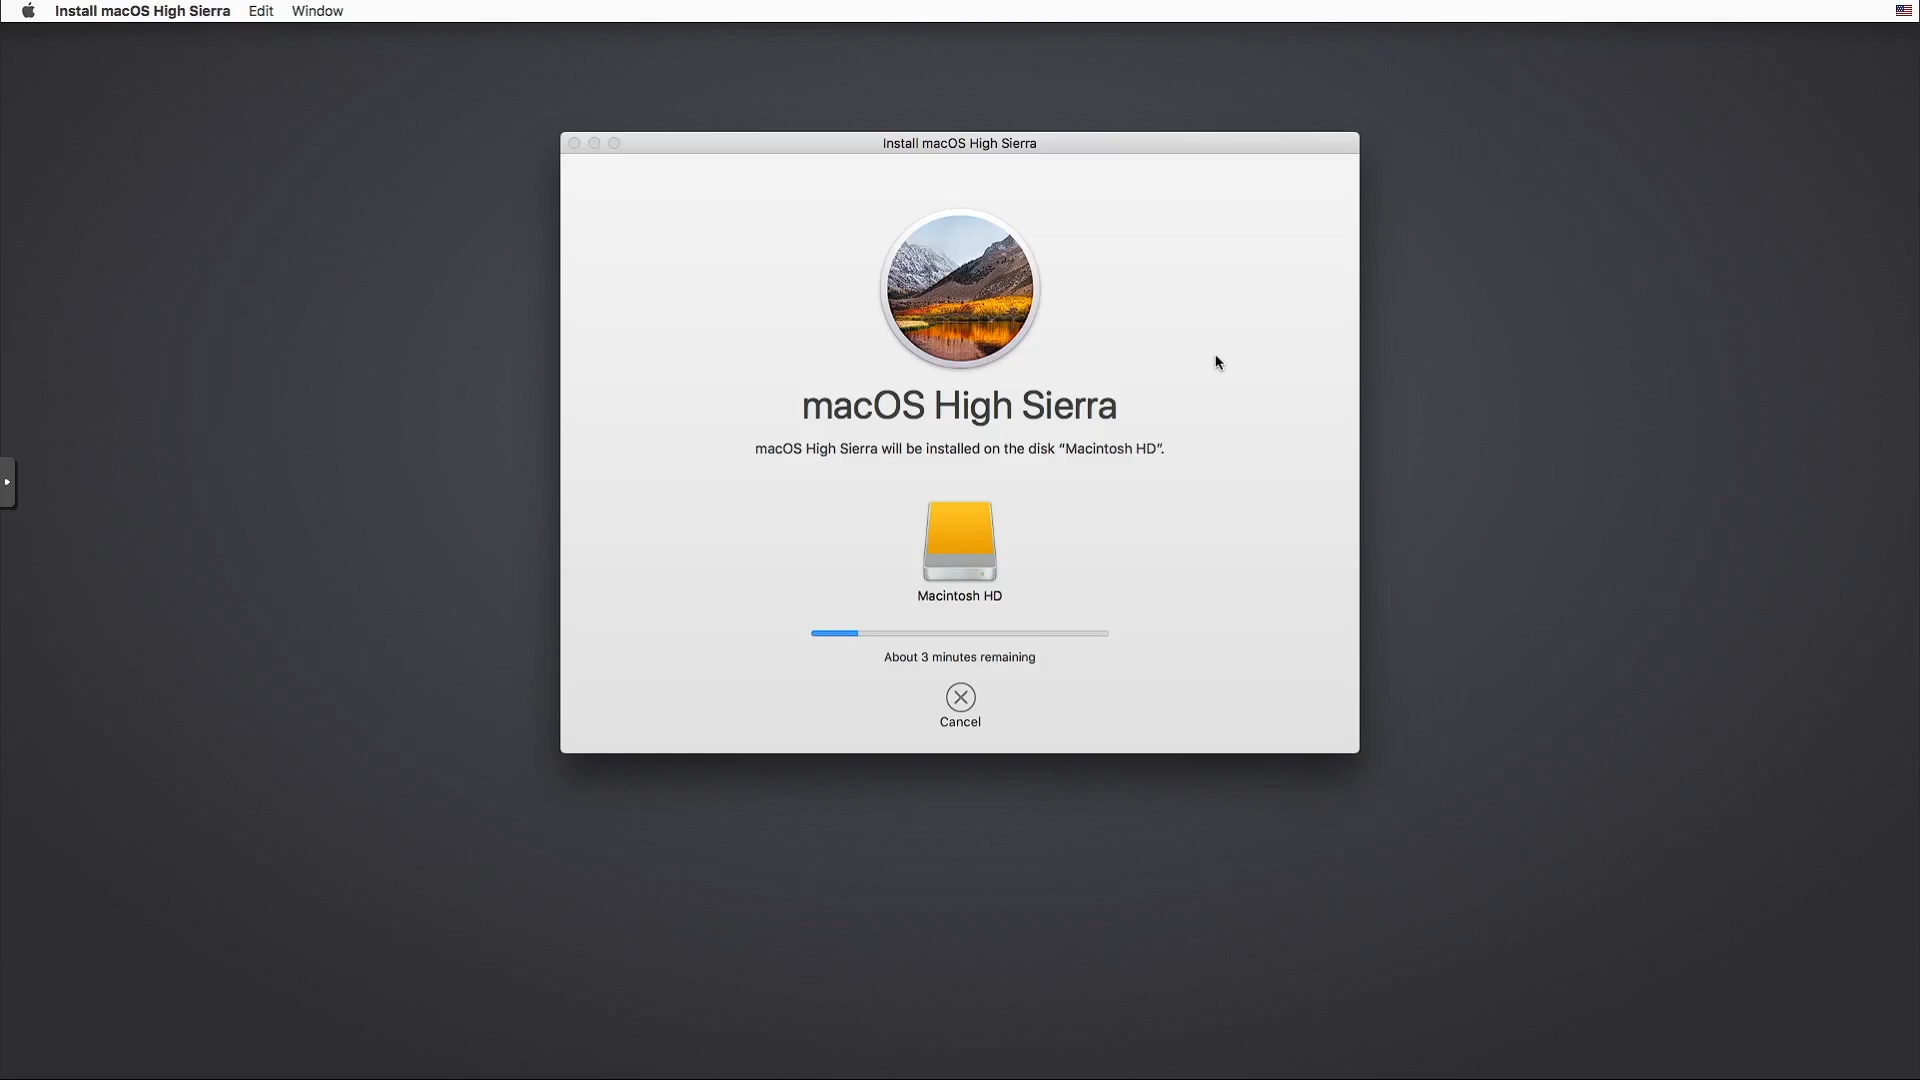 Install macOS High Sierra Edit Window
Install macOS High Sierra
macOS High Sierra
macOS High Sierra will be installed on the disk “Macintosh HD”.
Macintosh HD
About 3 minutes remaining
Cancel